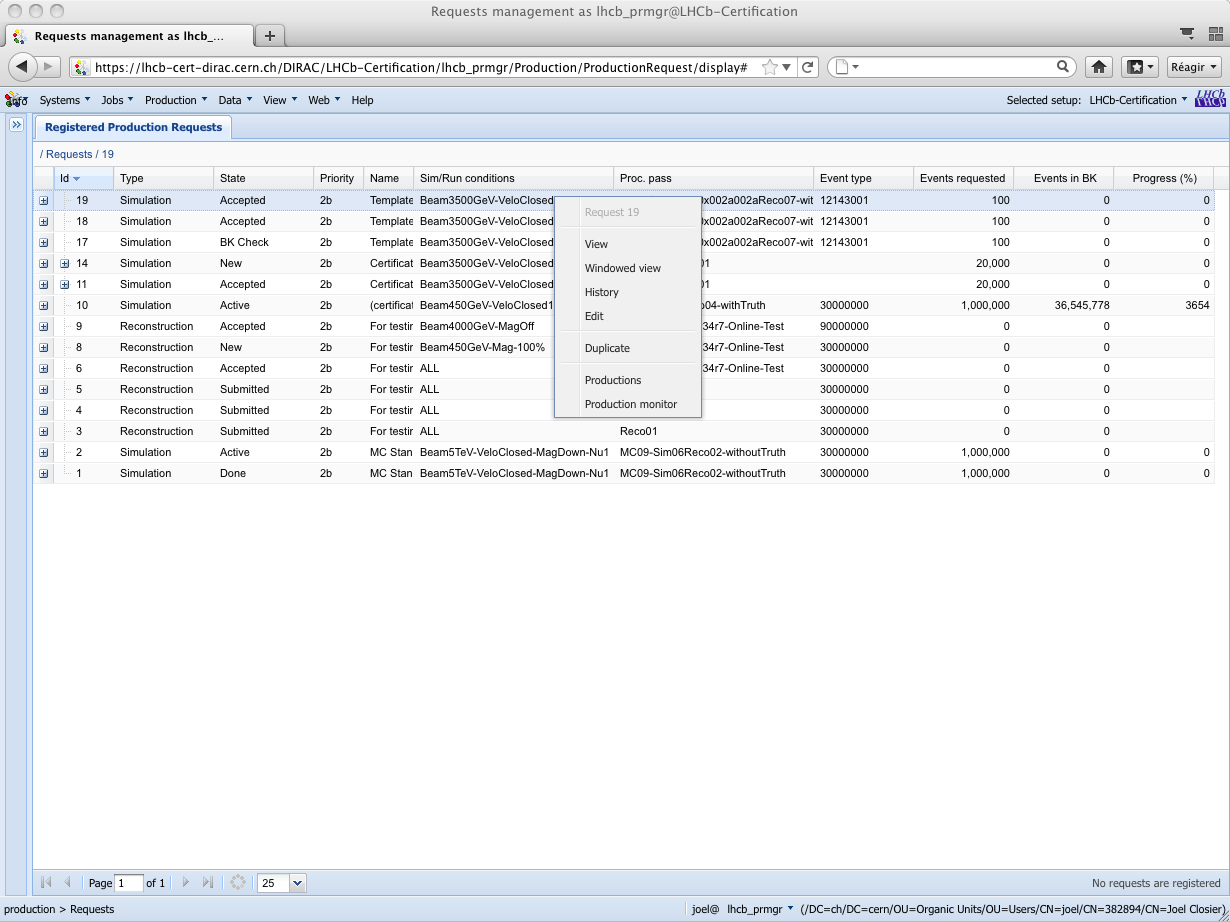 Requests management as lhcb_prmgr@LHCb-Certification
Requests management as lhcb_...
https://lhcb-cert-dirac.cern.ch/DIRAC/LHCb-Certification/lhcb_prmgr/Production/ProductionRequest/display#
Réagir
Info Systems Jobs Production Data View Web Help Selected setup: LHCb-Certification LHCb
Registered Production Requests
/ Requests / 19
Id Type State Priority Name Sim/Run conditions Proc. pass Event type Events requested Events in BK Progress (%)
19 Simulation Accepted 2b Template Beam3500GeV-VeloClosed 0x002a002aReco07-wit 12143001 100 0 0
18 Simulation Accepted 2b Template Beam3500GeV-VeloClosed 0x002a002aReco07-wit 12143001 100 0 0
17 Simulation BK Check 2b Template Beam3500GeV-VeloClosed 0x002a002aReco07-wit 12143001 100 0 0
14 Simulation New 2b Certificat Beam3500GeV-VeloClosed 01 20,000 0 0
11 Simulation Accepted 2b Certificat Beam3500GeV-VeloClosed 01 20,000 0 0
10 Simulation Active 2b (certificat Beam450GeV-VeloClosed1 o04-withTruth 30000000 1,000,000 36,545,778 3654
9 Reconstruction Accepted 2b For testir Beam4000GeV-MagOff 34r7-Online-Test 90000000 0 0
8 Reconstruction New 2b For testir Beam450GeV-Mag-100% 34r7-Online-Test 30000000 0 0
6 Reconstruction Accepted 2b For testir ALL 34r7-Online-Test 30000000 0 0
5 Reconstruction Submitted 2b For testir ALL 30000000 0 0
4 Reconstruction Submitted 2b For testir ALL 30000000 0 0
3 Reconstruction Submitted 2b For testir ALL Reco01 30000000 0 0
2 Simulation Active 2b MC Stan Beam5TeV-VeloClosed-MagDown-Nu1 MC09-Sim06Reco02-withoutTruth 30000000 1,000,000 0 0
1 Simulation Done 2b MC Stan Beam5TeV-VeloClosed-MagDown-Nu1 MC09-Sim06Reco02-withoutTruth 30000000 1,000,000 0 0
Request 19
View
Windowed view
History
Edit
Duplicate
Productions
Production monitor
Page 1 of 1 25 No requests are registered
production > Requests joel@ lhcb_prmgr (/DC=ch/DC=cern/OU=Organic Units/OU=Users/CN=joel/CN=382894/CN=Joel Closier)